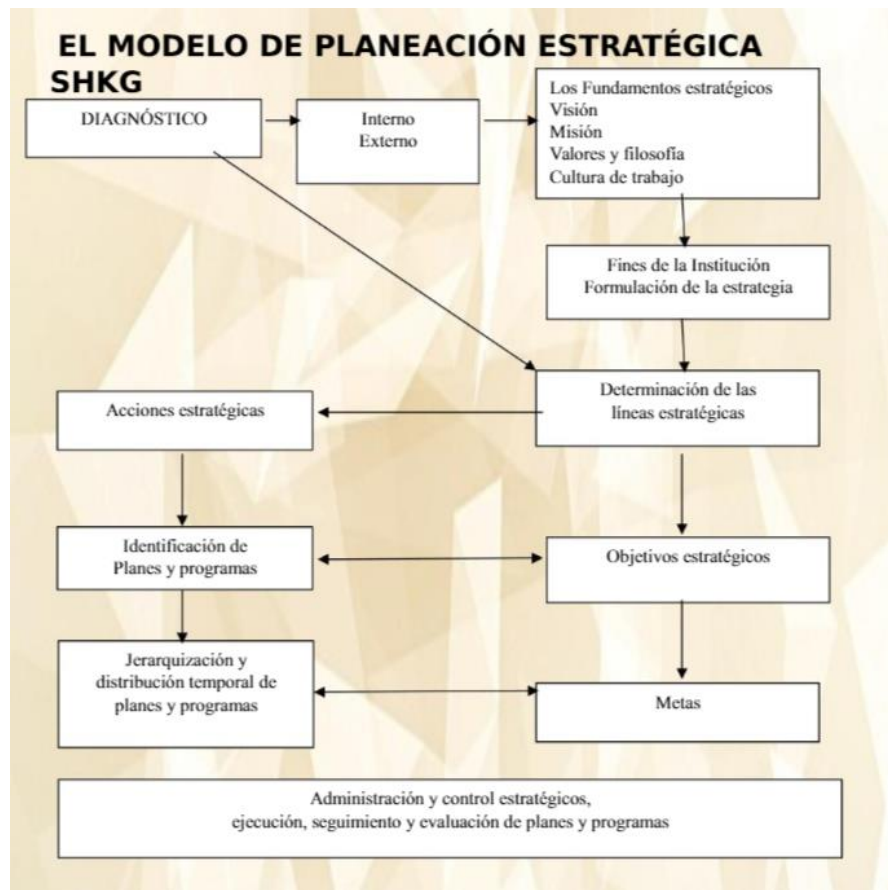 EL MODELO DE PLANEACIÓN ESTRATÉGICA
SHKG
DIAGNÓSTICO
Interno
Externo
Los Fundamentos estratégicos
Visión
Misión
Valores y filosofía
Cultura de trabajo
Fines de la Institución
Formulación de la estrategia
Determinación de las
líneas estratégicas
Acciones estratégicas
Identificación de
Planes y programas
Objetivos estratégicos
Jerarquización y
distribución temporal de
planes y programas
Metas
Administración y control estratégicos,
ejecución, seguimiento y evaluación de planes y programas